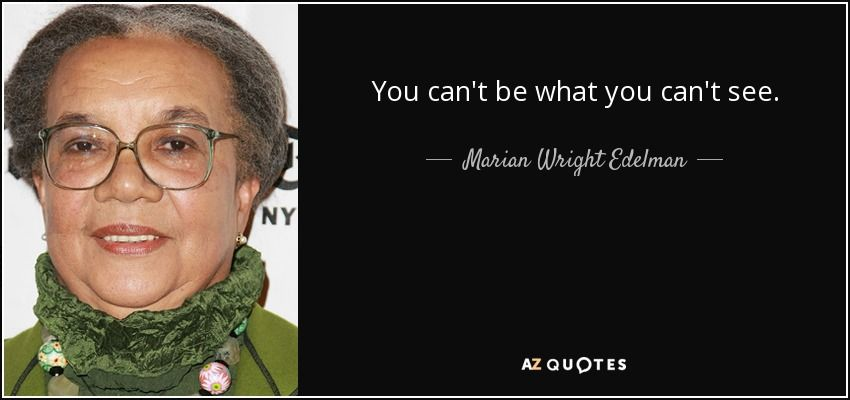 NY
You can't be what you can't see.
Marian Wright Edelman
AZ QUOTES